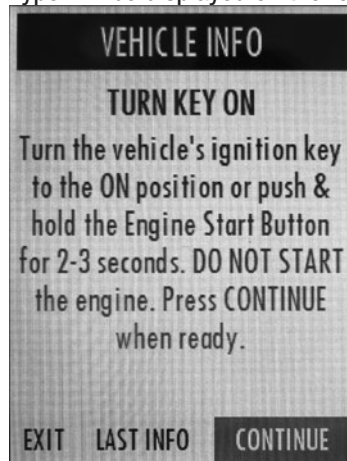 VEHICLE INFO
TURN KEY ON
Turn the vehicle's ignition key
to the ON position or push &
hold the Engine Start Button
for 2-3 seconds. DO NOT START
the engine. Press CONTINUE
when ready.
EXIT LAST INFO CONTINUE